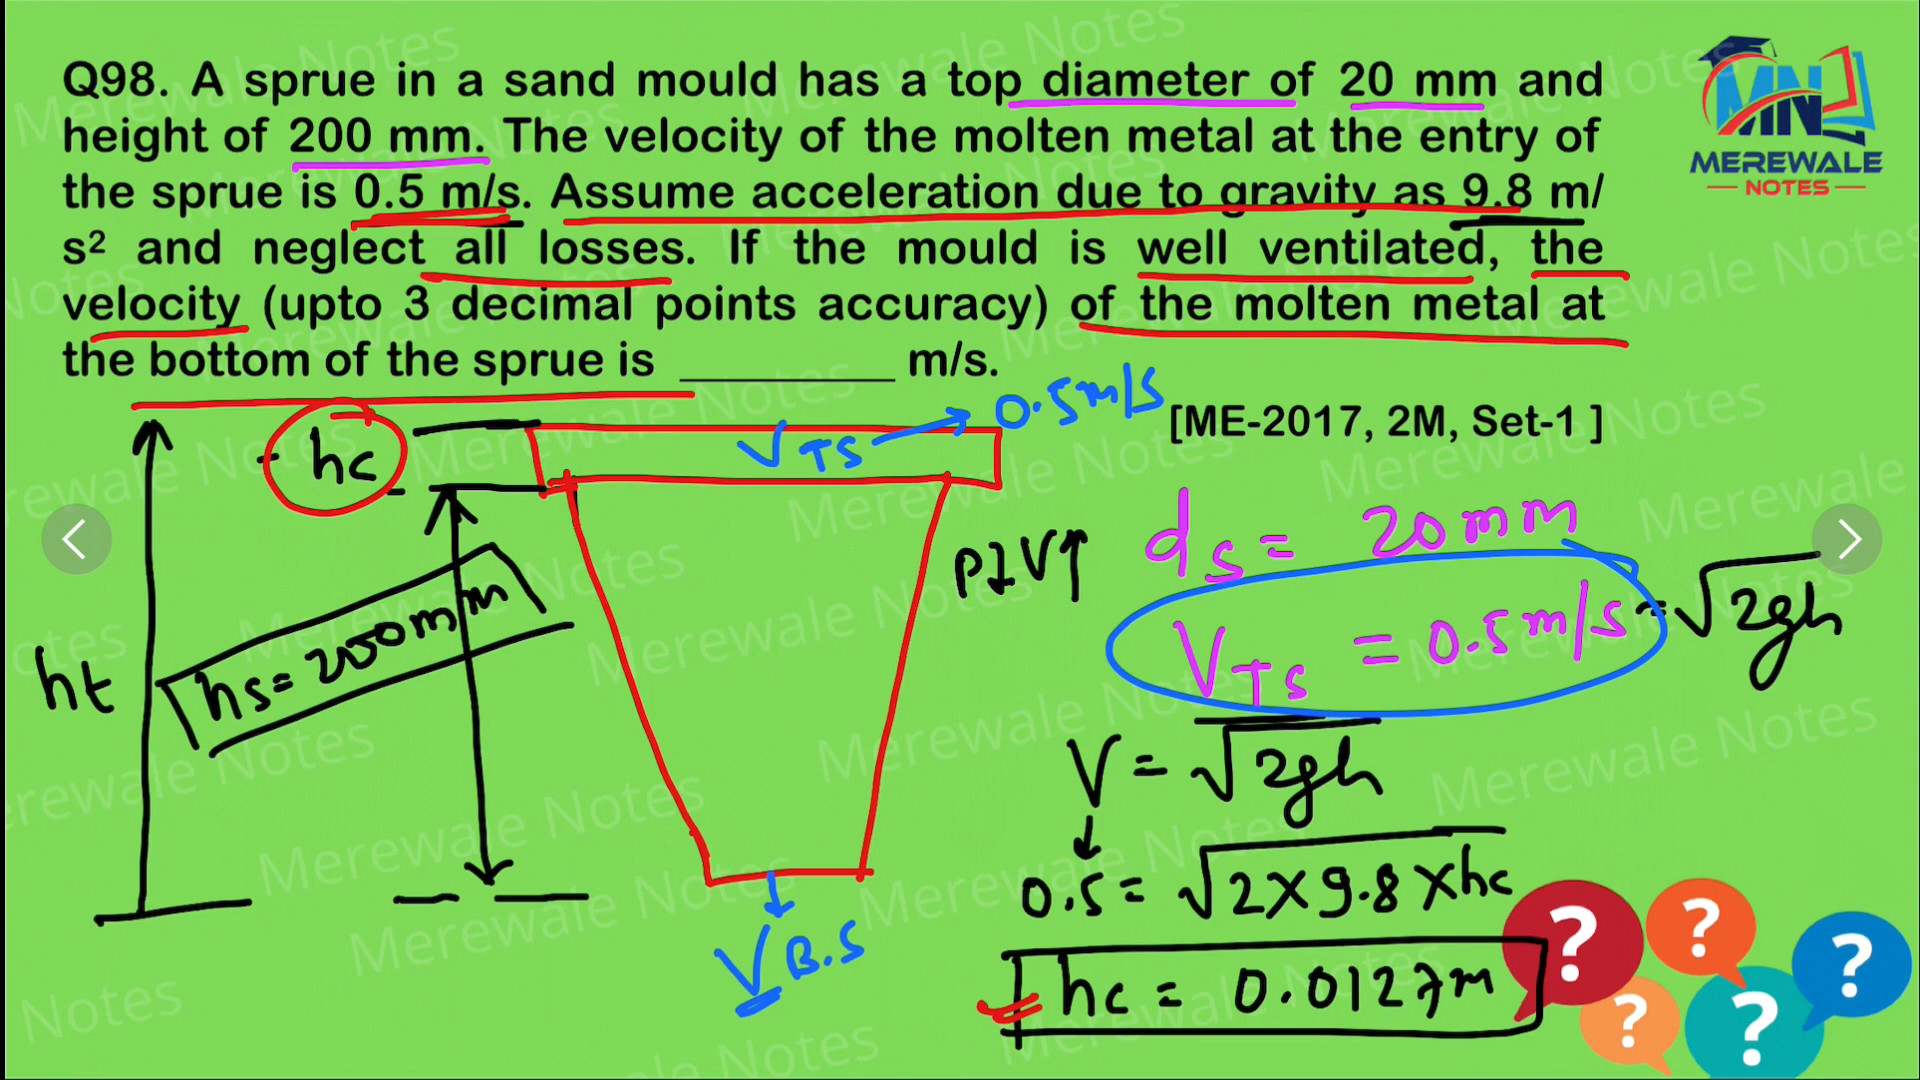 Q98. A sprue in a sand mould has a top diameter of 20 mm and
height of 200 mm. The velocity of the molten metal at the entry of
the sprue is 0.5 m/s. Assume acceleration due to gravity as 9.8 m/
s² and neglect all losses. If the mould is well ventilated, the
velocity (upto 3 decimal points accuracy) of the molten metal at
the bottom of the sprue is ________ m/s.
[ME-2017, 2M, Set-1 ]
MN
MEREWALE
NOTES
hc
VTS → 0.5m/s
ht
hs = 200mm
P↓V↑
ds = 20mm
VTS = 0.5m/s = √2gh
V = √2gh
0.5 = √2×9.8×hc
hc = 0.0127m
VB.S
? ? ? ? ?
Merewale Notes